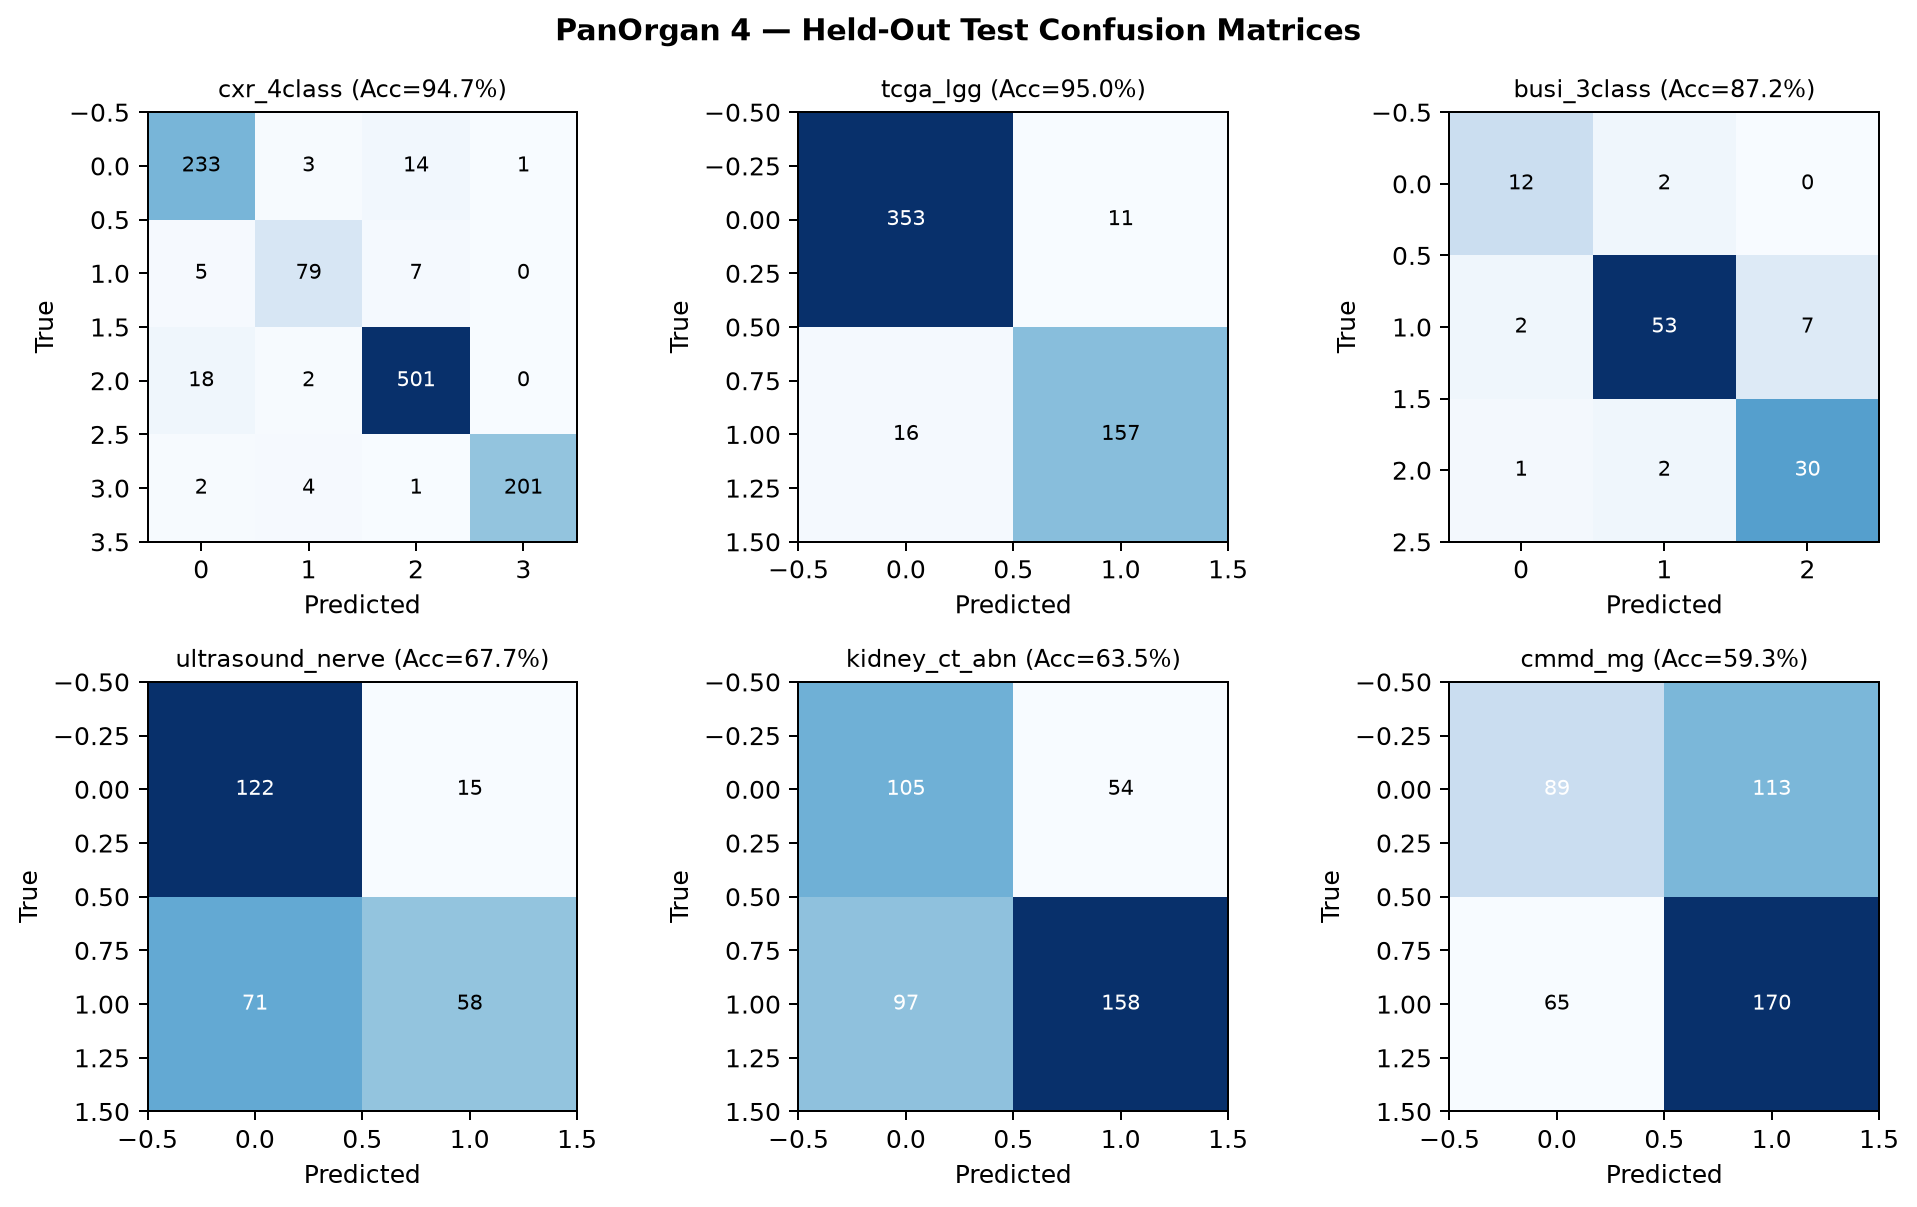 PanOrgan 4 — Held-Out Test Confusion Matrices
cxr_4class (Acc=94.7%)
−0.5
0.0
0.5
1.0
1.5
2.0
2.5
3.0
3.5
True
233 3 14 1
5 79 7 0
18 2 501 0
2 4 1 201
0 1 2 3
Predicted
tcga_lgg (Acc=95.0%)
−0.50
−0.25
0.00
0.25
0.50
0.75
1.00
1.25
1.50
True
353 11
16 157
−0.5 0.0 0.5 1.0 1.5
Predicted
busi_3class (Acc=87.2%)
−0.5
0.0
0.5
1.0
1.5
2.0
2.5
True
12 2 0
2 53 7
1 2 30
0 1 2
Predicted
ultrasound_nerve (Acc=67.7%)
−0.50
−0.25
0.00
0.25
0.50
0.75
1.00
1.25
1.50
True
122 15
71 58
−0.5 0.0 0.5 1.0 1.5
Predicted
kidney_ct_abn (Acc=63.5%)
−0.50
−0.25
0.00
0.25
0.50
0.75
1.00
1.25
1.50
True
105 54
97 158
−0.5 0.0 0.5 1.0 1.5
Predicted
cmmd_mg (Acc=59.3%)
−0.50
−0.25
0.00
0.25
0.50
0.75
1.00
1.25
1.50
True
89 113
65 170
−0.5 0.0 0.5 1.0 1.5
Predicted